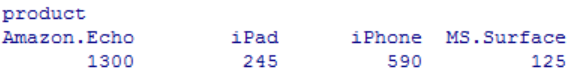 product
Amazon.Echo iPad iPhone MS.Surface
1300 245 590 125